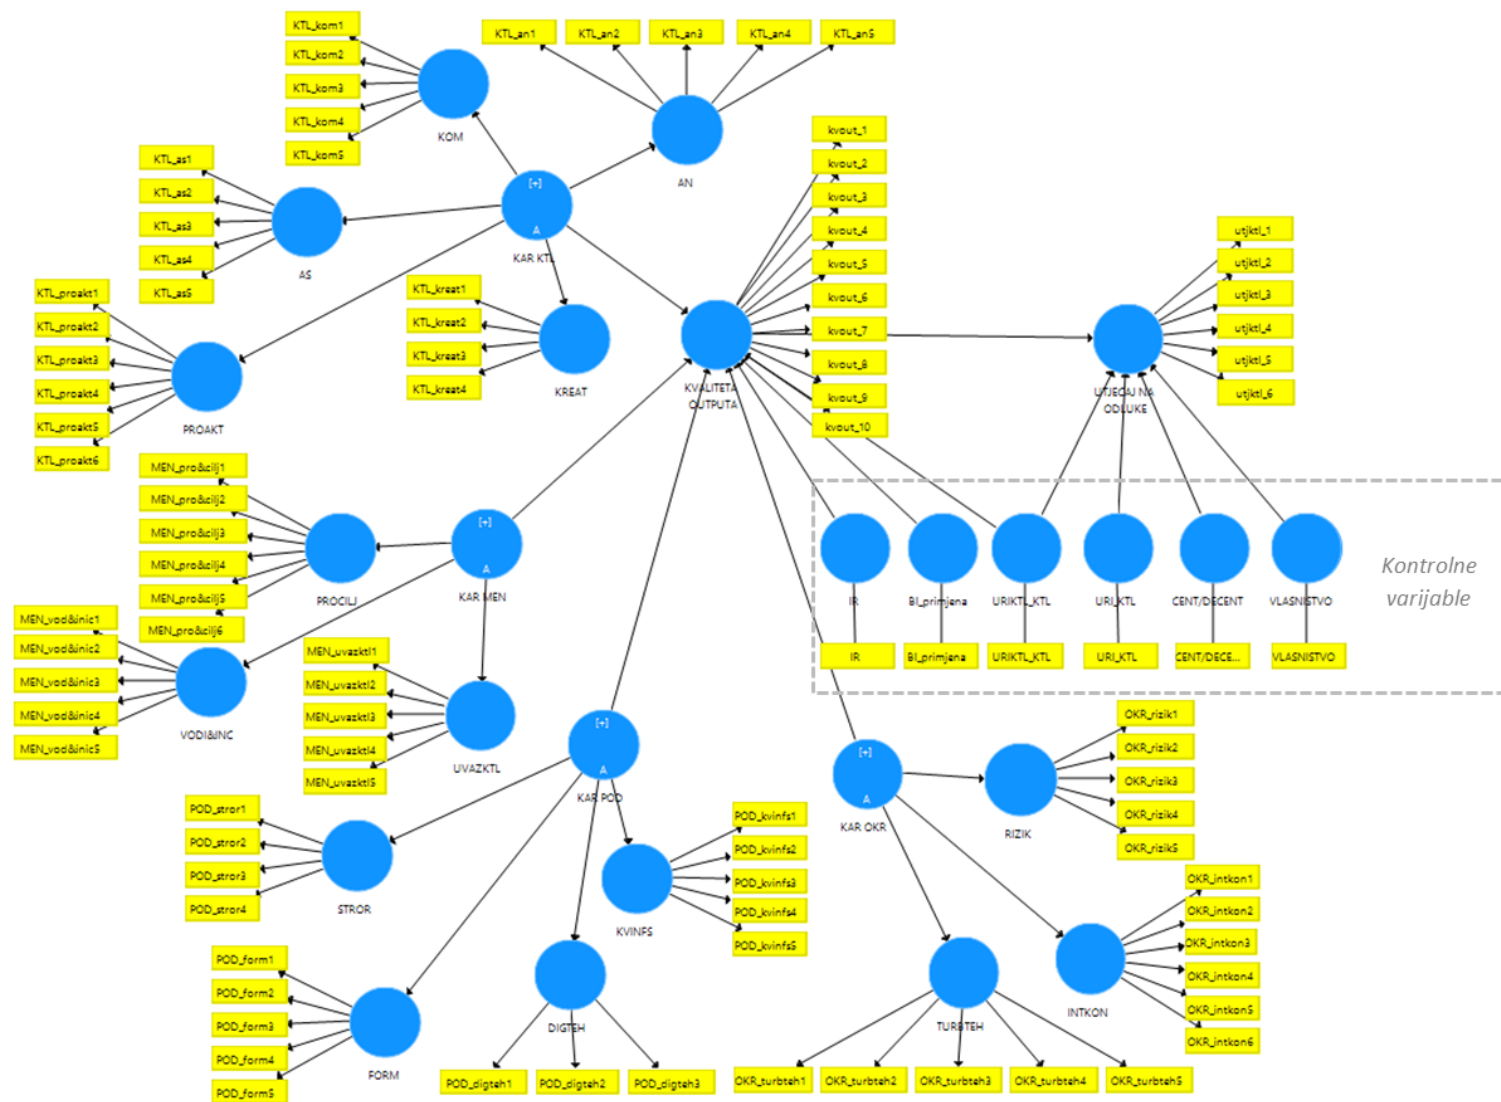 KTL_kom1
KTL_kom2
KTL_kom3
KTL_kom4
KTL_kom5
KOM
KTL_an1
KTL_an2
KTL_an3
KTL_an4
KTL_an5
AN
KTL_as1
KTL_as2
KTL_as3
KTL_as4
KTL_as5
AS
[+]
A
KAR KTL
kvout_1
kvout_2
kvout_3
kvout_4
kvout_5
kvout_6
kvout_7
kvout_8
kvout_9
kvout_10
KVALITETA
OUTPUTA
utjktl_1
utjktl_2
utjktl_3
utjktl_4
utjktl_5
utjktl_6
UTJECAJ NA
ODLUKE
KTL_proakt1
KTL_proakt2
KTL_proakt3
KTL_proakt4
KTL_proakt5
KTL_proakt6
PROAKT
KTL_kreat1
KTL_kreat2
KTL_kreat3
KTL_kreat4
KREAT
MEN_pro&cilj1
MEN_pro&cilj2
MEN_pro&cilj3
MEN_pro&cilj4
MEN_pro&cilj5
MEN_pro&cilj6
PROCILJ
[+]
A
KAR MEN
IR
BI_primjena
URIKTL_KTL
URI_KTL
CENT/DECENT
VLASNISTVO
Kontrolne
varijable
IR
BI_primjena
URIKTL_KTL
URI_KTL
CENT/DECE...
VLASNISTVO
MEN_vod&inic1
MEN_vod&inic2
MEN_vod&inic3
MEN_vod&inic4
MEN_vod&inic5
VODI&INC
MEN_uvazktl1
MEN_uvazktl2
MEN_uvazktl3
MEN_uvazktl4
MEN_uvazktl5
UVAZKTL
[+]
A
KAR POD
[+]
A
KAR OKR
OKR_rizik1
OKR_rizik2
OKR_rizik3
OKR_rizik4
OKR_rizik5
RIZIK
POD_stror1
POD_stror2
POD_stror3
POD_stror4
STROR
POD_kvinfs1
POD_kvinfs2
POD_kvinfs3
POD_kvinfs4
POD_kvinfs5
KVINFS
OKR_intkon1
OKR_intkon2
OKR_intkon3
OKR_intkon4
OKR_intkon5
OKR_intkon6
INTKON
POD_form1
POD_form2
POD_form3
POD_form4
POD_form5
FORM
DIGTEH
POD_digteh1
POD_digteh2
POD_digteh3
TURBTEH
OKR_turbteh1
OKR_turbteh2
OKR_turbteh3
OKR_turbteh4
OKR_turbteh5